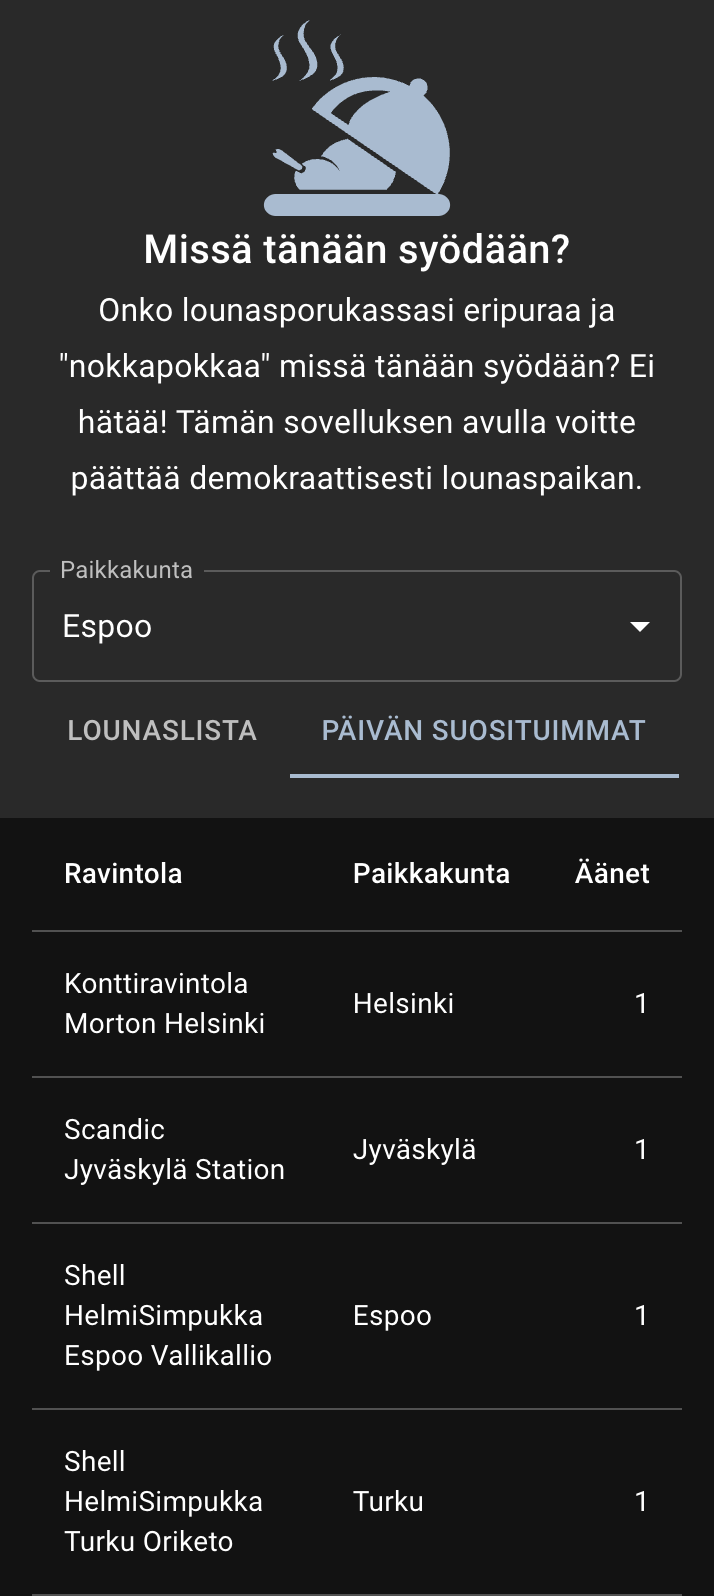 Missä tänään syödään?
Onko lounasporukassasi eripuraa ja
"nokkapokkaa" missä tänään syödään? Ei
hätää! Tämän sovelluksen avulla voitte
päättää demokraattisesti lounaspaikan.
Paikkakunta
Espoo
LOUNASLISTA PÄIVÄN SUOSITUIMMAT
Ravintola Paikkakunta Äänet
Konttiravintola
Morton Helsinki
Helsinki 1
Scandic
Jyväskylä Station
Jyväskylä 1
Shell
HelmiSimpukka
Espoo Vallikallio
Espoo 1
Shell
HelmiSimpukka
Turku Oriketo
Turku 1